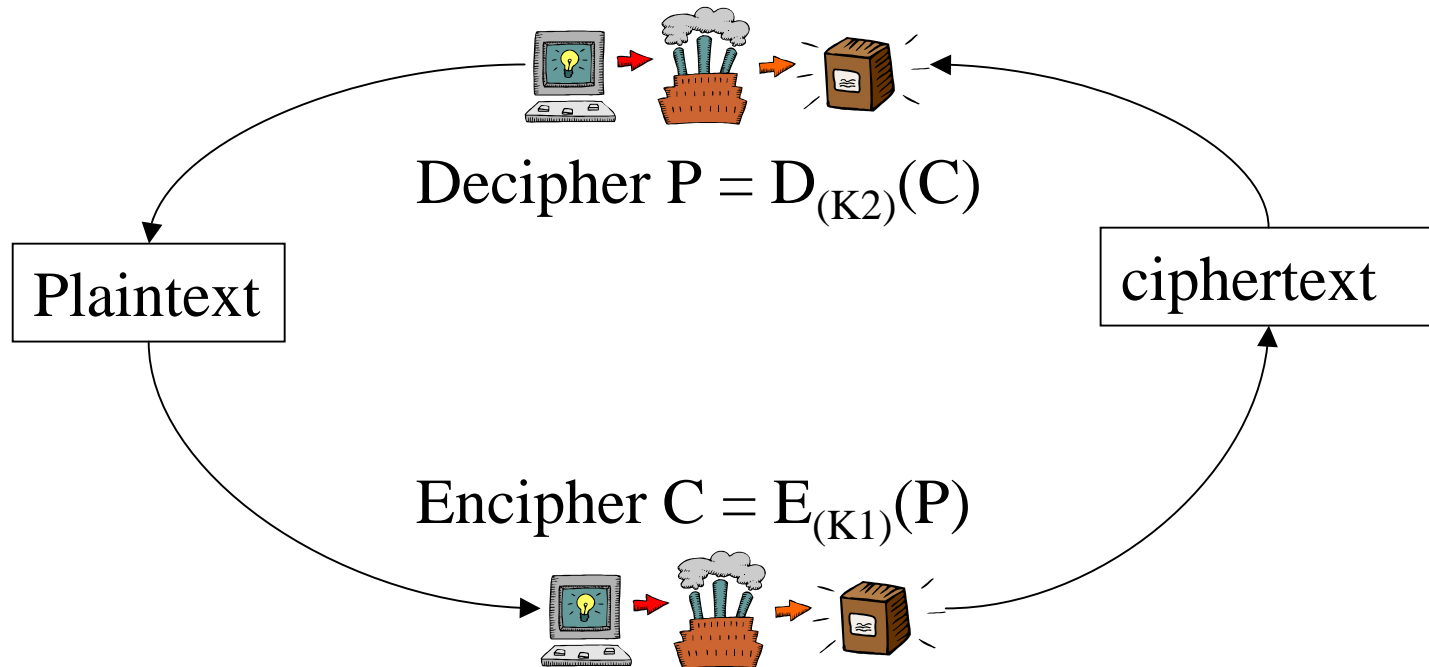 Decipher P = D(K2)(C)
Plaintext
ciphertext
Encipher C = E(K1)(P)